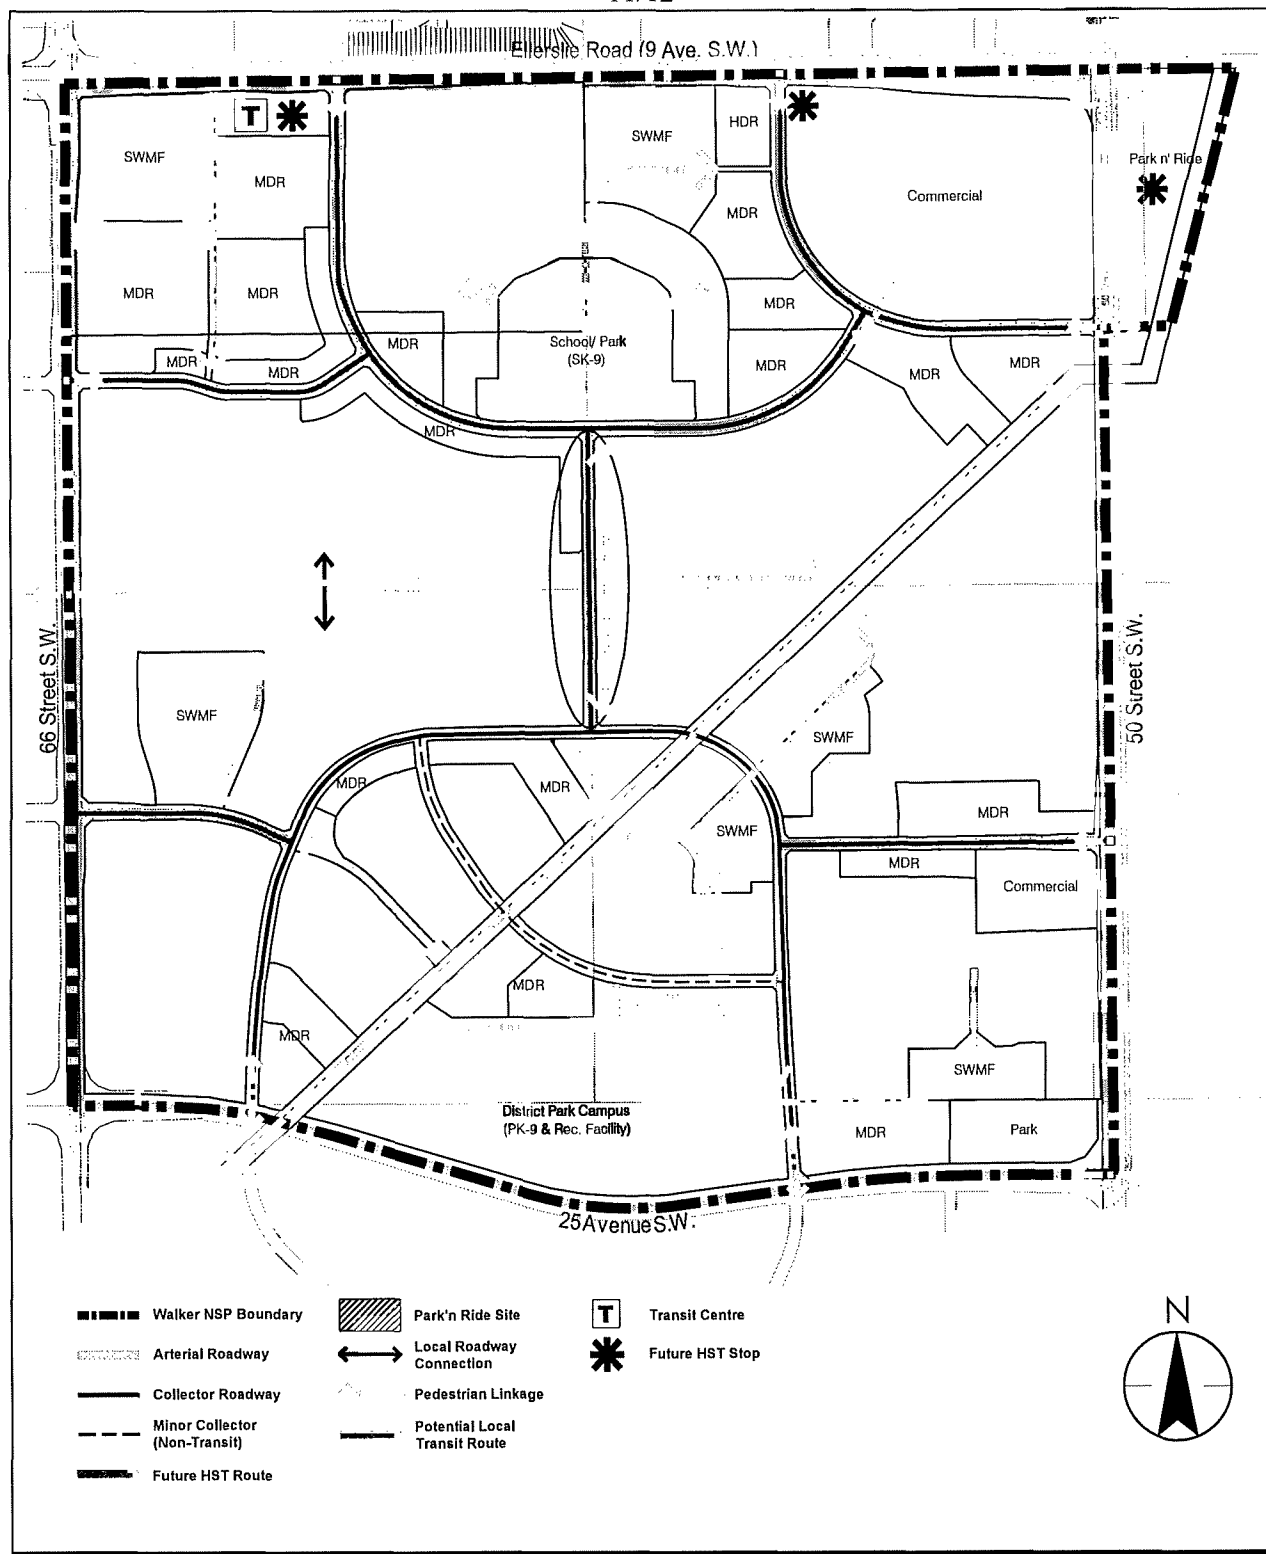 Ellerslie Road (9 Ave. S.W.)
T
SWMF
SWMF
HDR
Park n' Ride
MDR
Commercial
MDR
MDR
MDR
MDR
School/ Park
(SK-9)
MDR
MDR
MDR
MDR
MDR
MDR
MDR
MDR
66 Street S.W.
50 Street S.W.
SWMF
SWMF
MDR
MDR
MDR
SWMF
MDR
Commercial
MDR
MDR
SWMF
District Park Campus
(PK-9 & Rec. Facility)
MDR
Park
25 Avenue S.W.
Walker NSP Boundary
Arterial Roadway
Collector Roadway
Minor Collector
(Non-Transit)
Future HST Route
Park'n Ride Site
Local Roadway
Connection
Pedestrian Linkage
Potential Local
Transit Route
T
Transit Centre
Future HST Stop
N